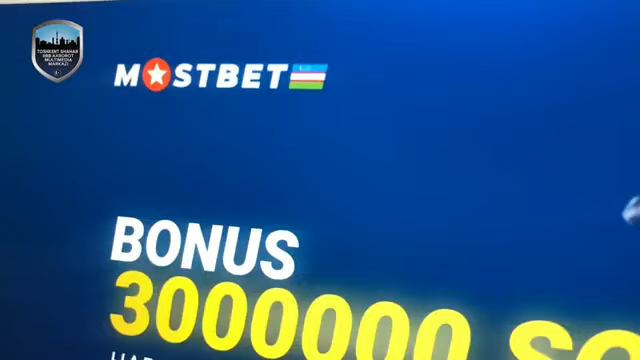 TOSHKENT SHAHAR
IIBB AXBOROT
MULTIMEDIA
MARKAZI
MOSTBET
BONUS
3000000